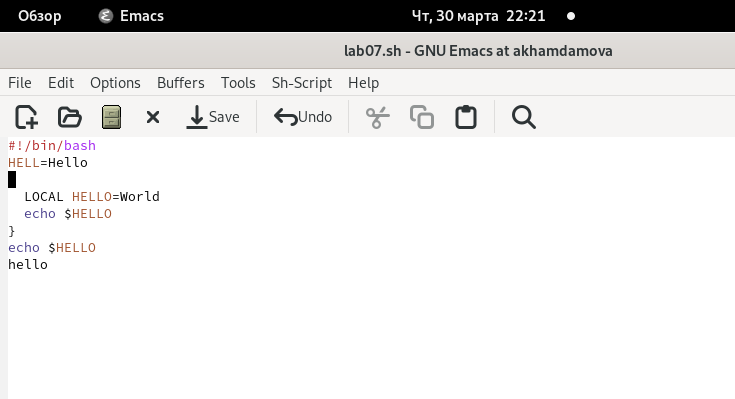 Обзор Emacs Чт, 30 марта 22:21
lab07.sh - GNU Emacs at akhamdamova
File Edit Options Buffers Tools Sh-Script Help
Save Undo
#!/bin/bash
HELL=Hello
LOCAL HELLO=World
echo $HELLO
}
echo $HELLO
hello